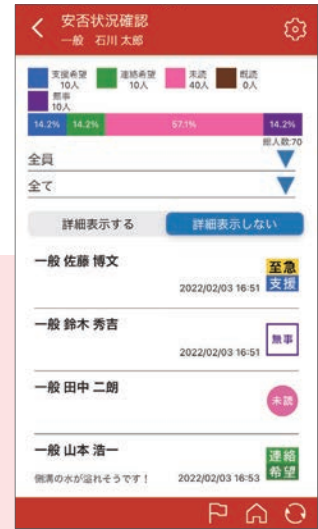 安否状況確認
一般 石川 太郎
支援希望 10人
連絡希望 10人
未読 40人
既読 0人
無事 10人
14.2% 14.2% 57.1% 14.2%
総人数:70
全員
全て
詳細表示する 詳細表示しない
一般 佐藤 博文
2022/02/03 16:51
至急 支援
一般 鈴木 秀吉
2022/02/03 16:51
無事
一般 田中 二朗
未読
一般 山本 浩一
側溝の水が溢れそうです！
2022/02/03 16:53
連絡 希望